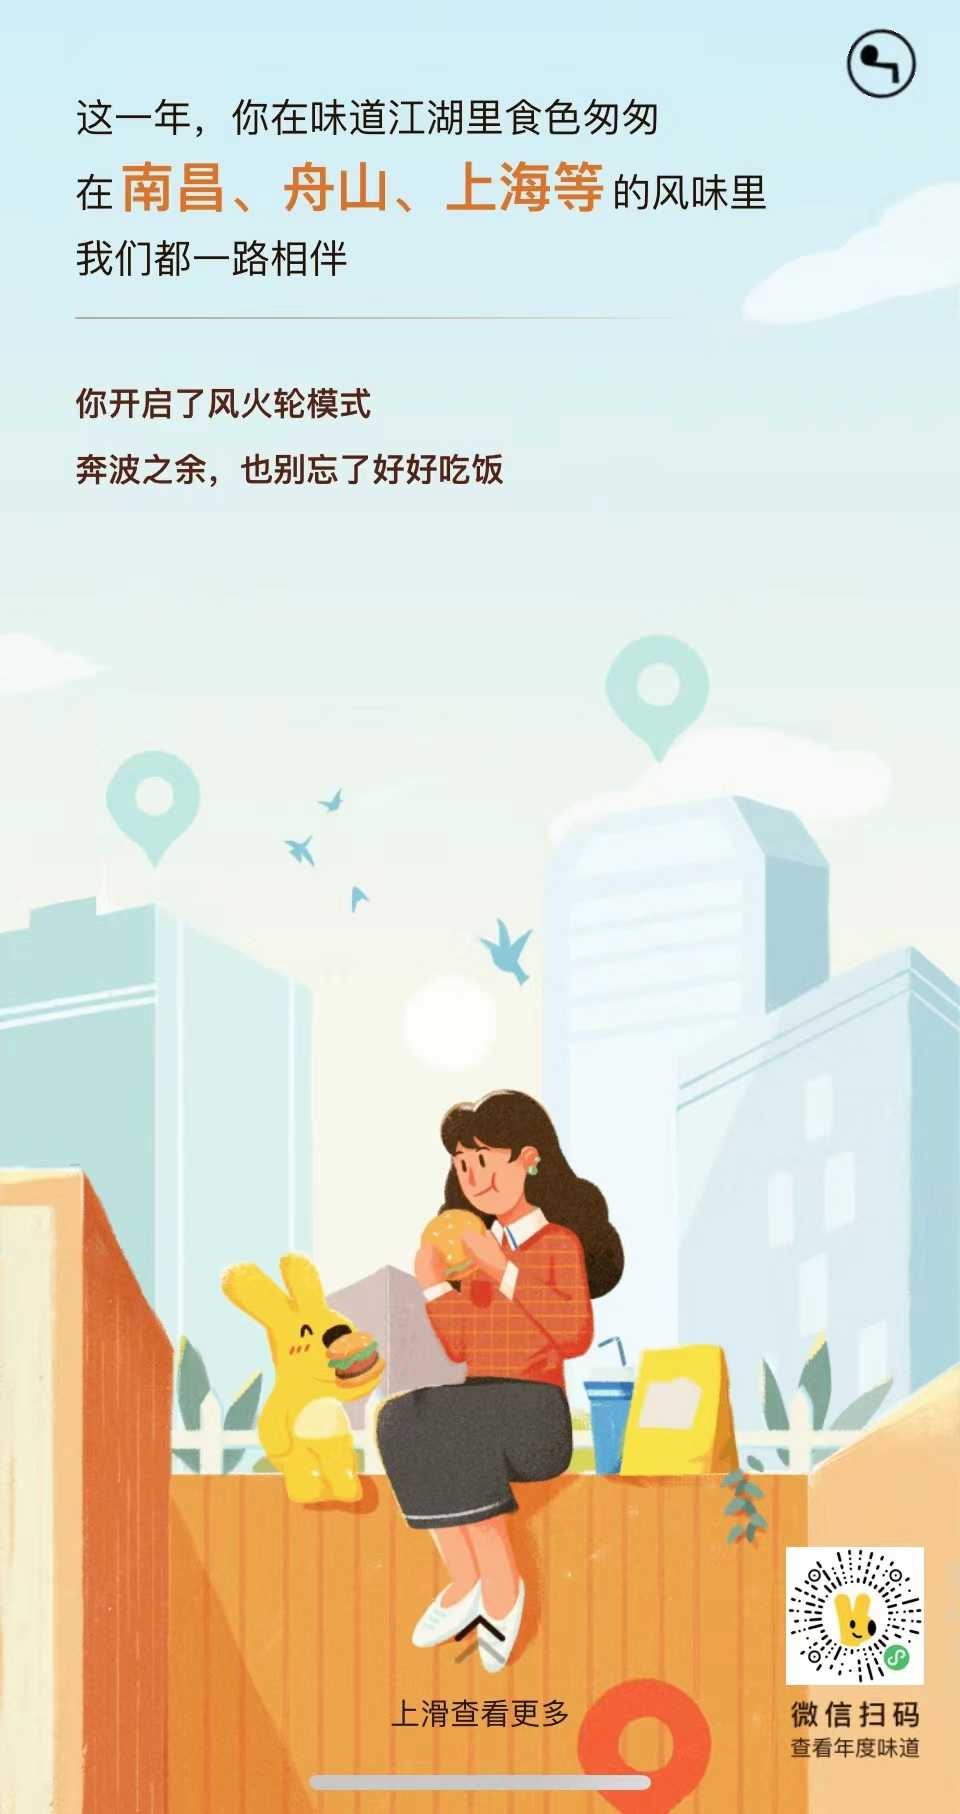 这一年，你在味道江湖里食色匆匆
在南昌、舟山、上海等的风味里
我们都一路相伴
你开启了风火轮模式
奔波之余，也别忘了好好吃饭
上滑查看更多
微信扫码
查看年度味道